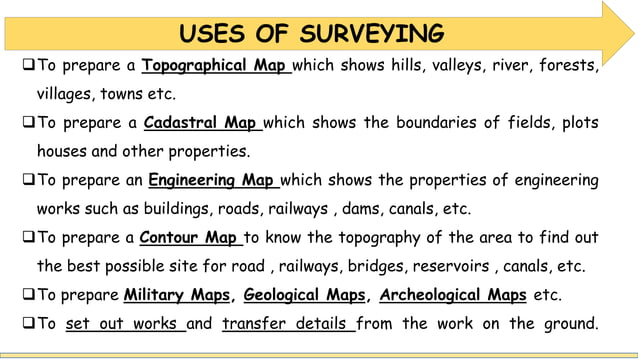 USES OF SURVEYING
❑To prepare a Topographical Map which shows hills, valleys, river, forests,
villages, towns etc.
❑To prepare a Cadastral Map which shows the boundaries of fields, plots
houses and other properties.
❑To prepare an Engineering Map which shows the properties of engineering
works such as buildings, roads, railways , dams, canals, etc.
❑To prepare a Contour Map to know the topography of the area to find out
the best possible site for road , railways, bridges, reservoirs , canals, etc.
❑To prepare Military Maps, Geological Maps, Archeological Maps etc.
❑To set out works and transfer details from the work on the ground.